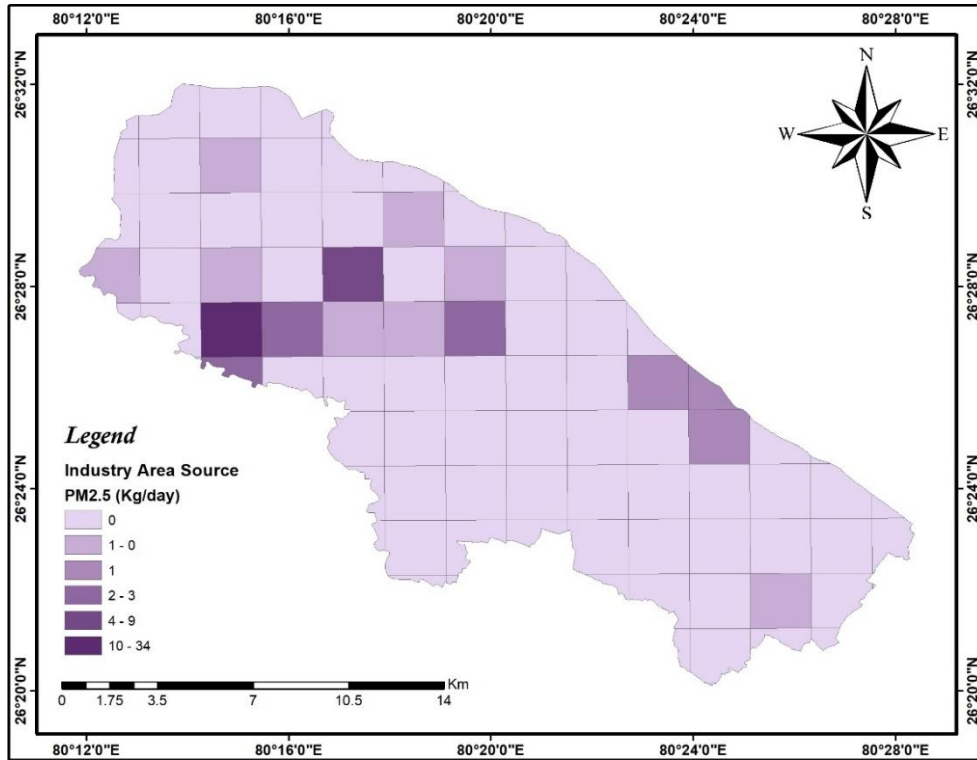 80°12'0"E 80°16'0"E 80°20'0"E 80°24'0"E 80°28'0"E
26°32'0"N 26°32'0"N
N
W E
S
26°28'0"N 26°28'0"N
Legend
Industry Area Source
PM2.5 (Kg/day)
0
1 - 0
1
2 - 3
4 - 9
10 - 34
26°24'0"N 26°24'0"N
Km
0 1.75 3.5 7 10.5 14
26°20'0"N 26°20'0"N
80°12'0"E 80°16'0"E 80°20'0"E 80°24'0"E 80°28'0"E